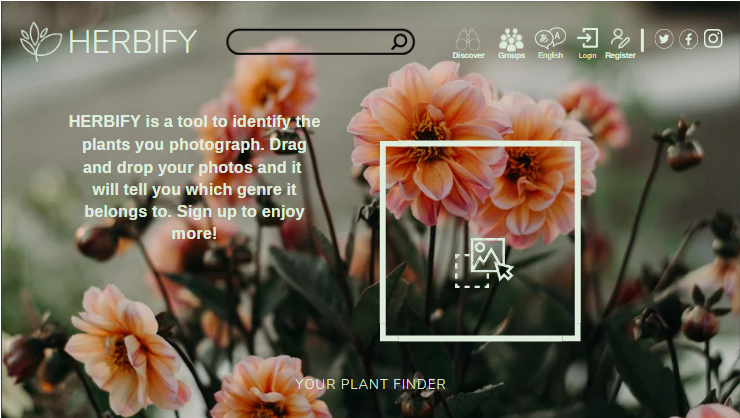 HERBIFY
Discover
Groups
あ A
English
Login
Register
HERBIFY is a tool to identify the
plants you photograph. Drag
and drop your photos and it
will tell you which genre it
belongs to. Sign up to enjoy
more!
YOUR PLANT FINDER